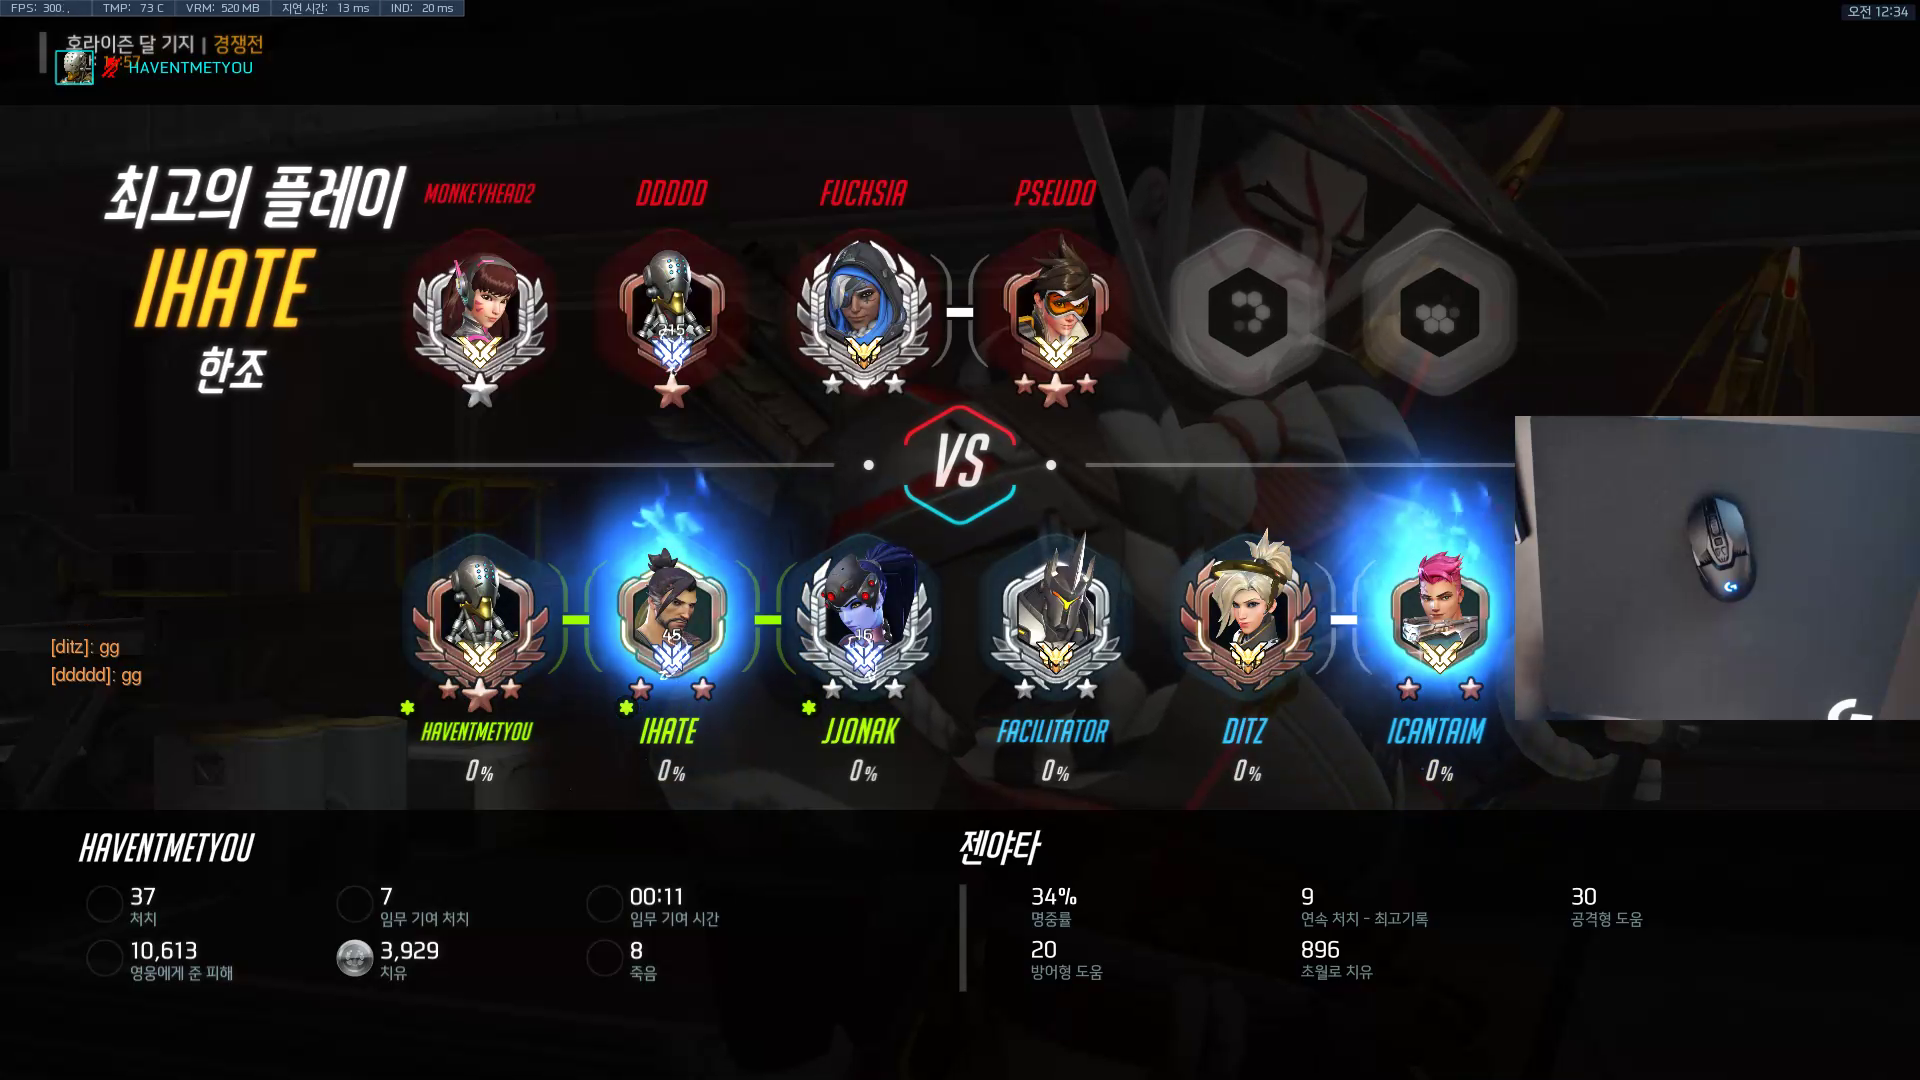 FPS: 300. , TMP: 73 C VRM: 520 MB 지연 시간: 13 ms IND: 20 ms
오전 12:34
호라이즌 달 기지 | 경쟁전
HAVENTMETYOU
최고의 플레이
IHATE
한조
MONKEYHEAD2 DDDDD FUCHSIA PSEUDO
215
VS
45 16
[ditz]: gg
[ddddd]: gg
HAVENTMETYOU IHATE JJONAK FACILITATOR DITZ ICANTAIM
0% 0% 0% 0% 0% 0%
HAVENTMETYOU
37 7 00:11
처치 임무 기여 처치 임무 기여 시간
10,613 3,929 8
영웅에게 준 피해 치유 죽음
젠야타
34% 9 30
명중률 연속 처치 - 최고기록 공격형 도움
20 896
방어형 도움 초월로 치유